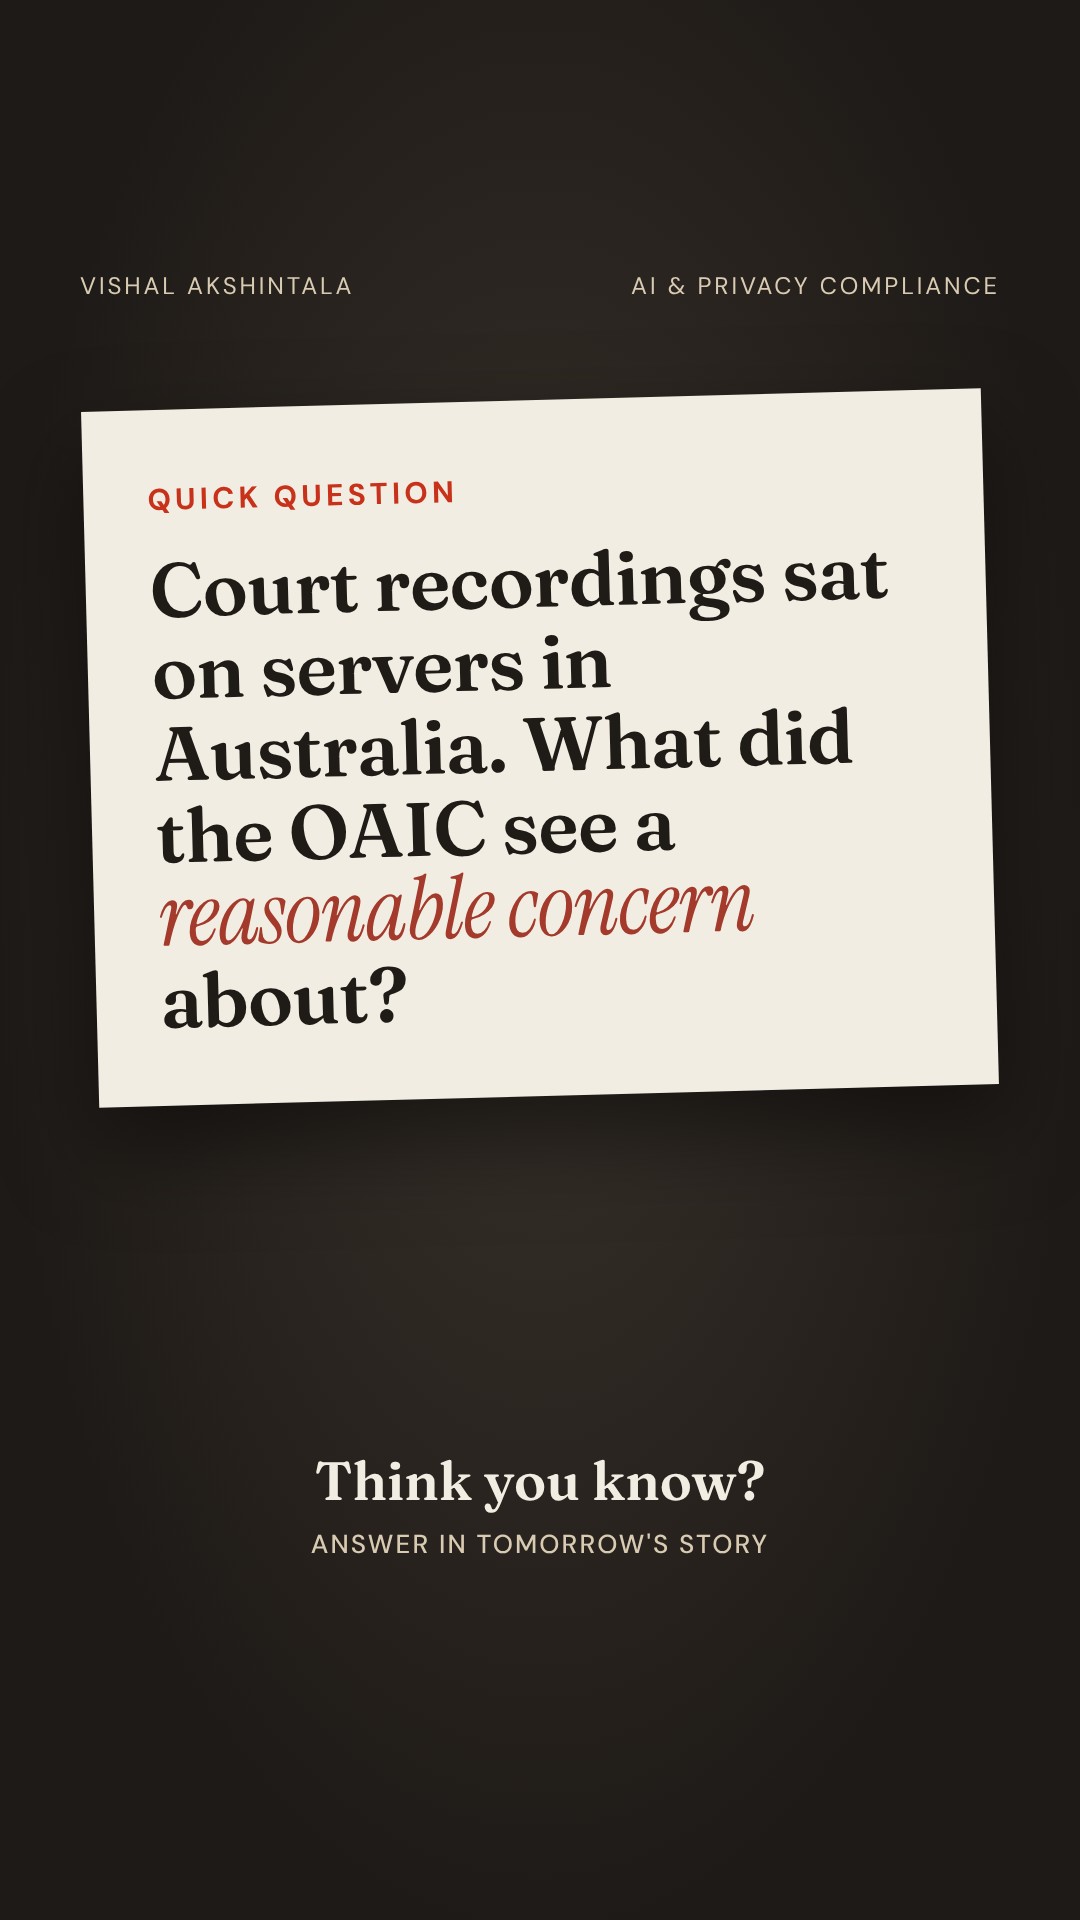 VISHAL AKSHINTALA
AI & PRIVACY COMPLIANCE
QUICK QUESTION
Court recordings sat
on servers in
Australia. What did
the OAIC see a
reasonable concern
about?
Think you know?
ANSWER IN TOMORROW'S STORY